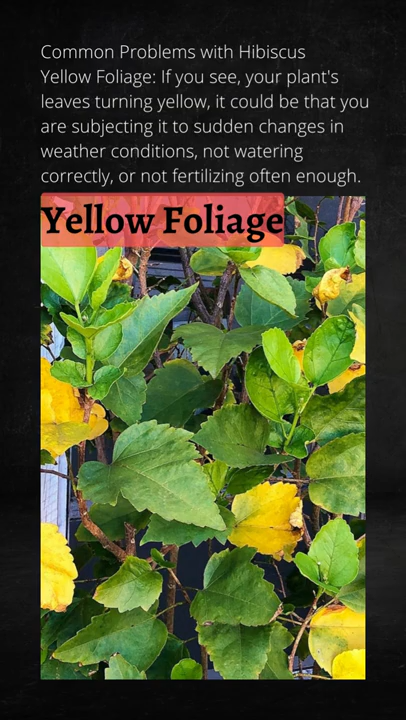 Common Problems with Hibiscus
Yellow Foliage: If you see, your plant's
leaves turning yellow, it could be that you
are subjecting it to sudden changes in
weather conditions, not watering
correctly, or not fertilizing often enough.
Yellow Foliage